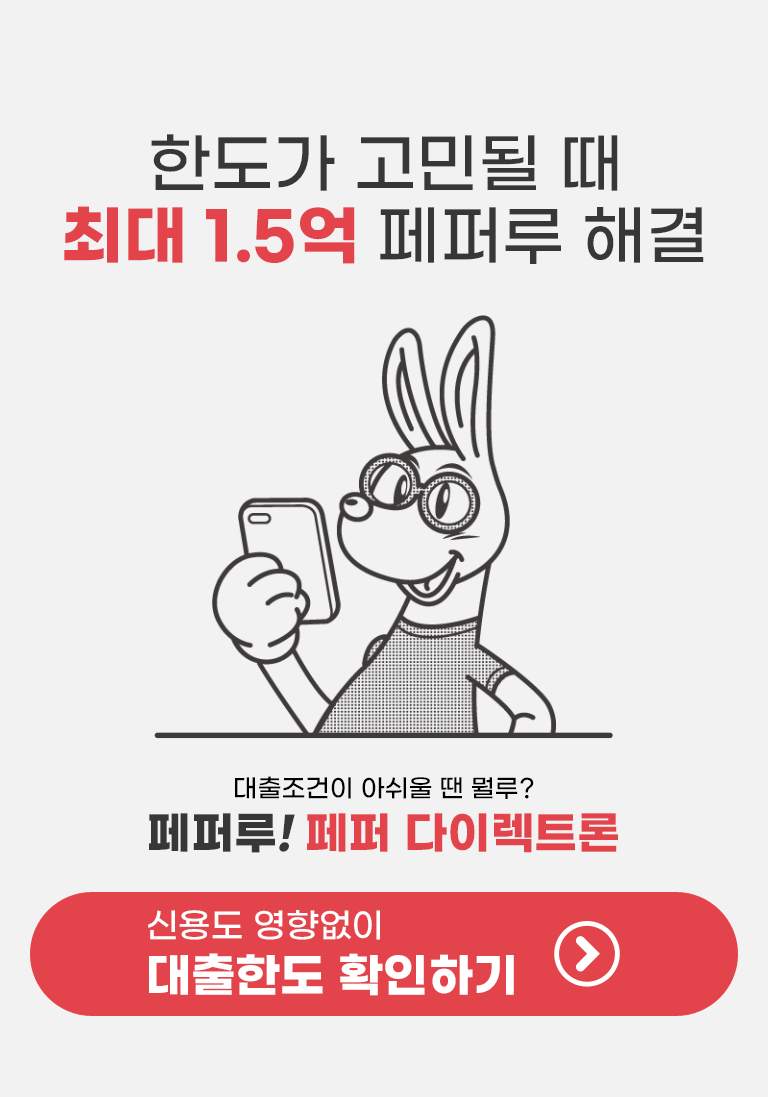 한도가 고민될 때
최대 1.5억 페퍼루 해결
대출조건이 아쉬울 땐 뭘루?
페퍼루! 페퍼 다이렉트론
신용도 영향없이
대출한도 확인하기